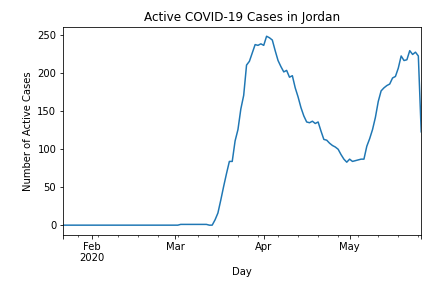 Active COVID-19 Cases in Jordan
Number of Active Cases
250
200
150
100
50
0
Feb
2020
Mar
Apr
May
Day